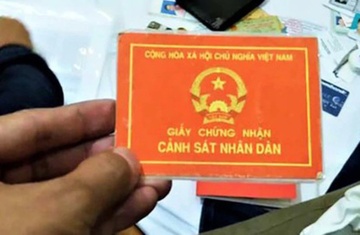 CỘNG HÒA XÃ HỘI CHỦ NGHĨA VIỆT NAM
GIẤY CHỨNG NHẬN
CẢNH SÁT NHÂN DÂN